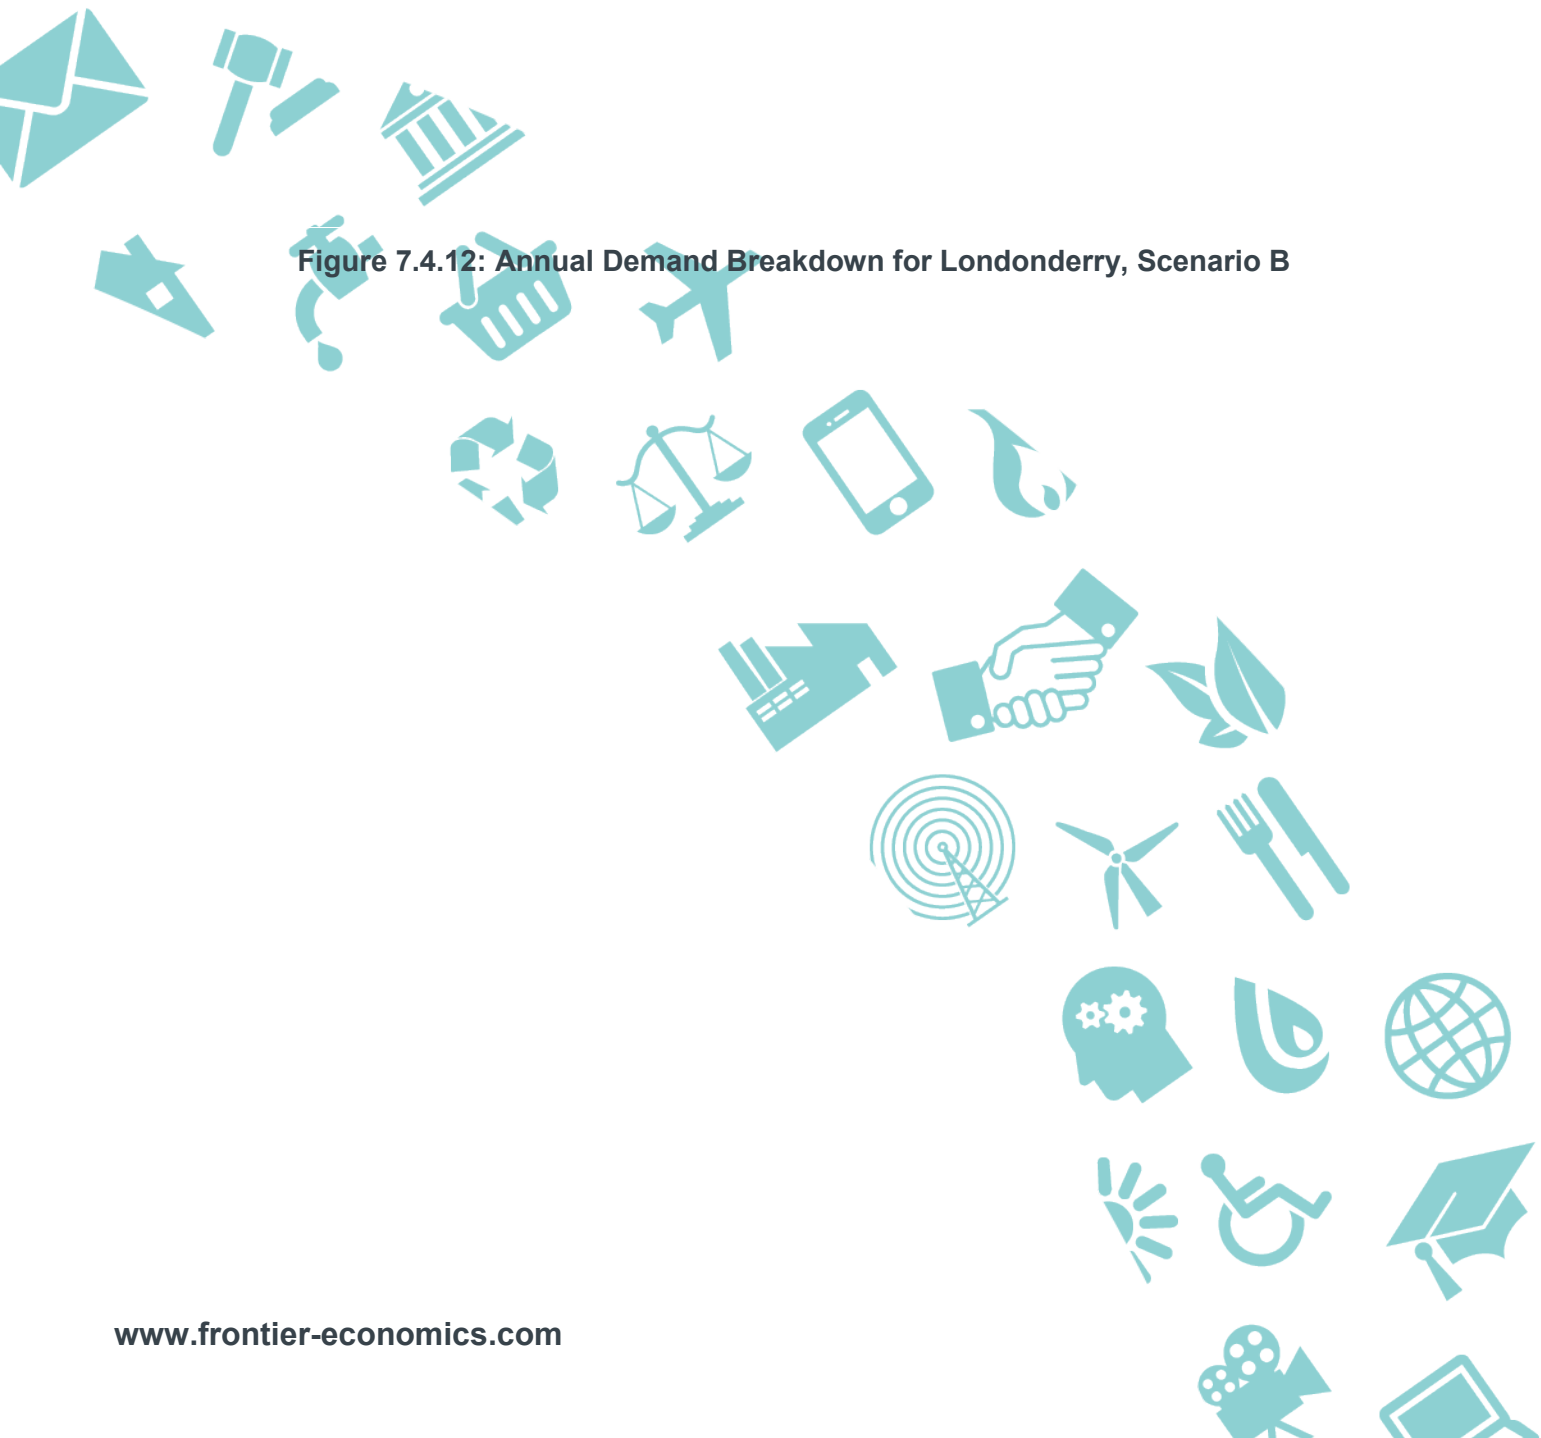 Figure 7.4.12: Annual Demand Breakdown for Londonderry, Scenario B
www.frontier-economics.com